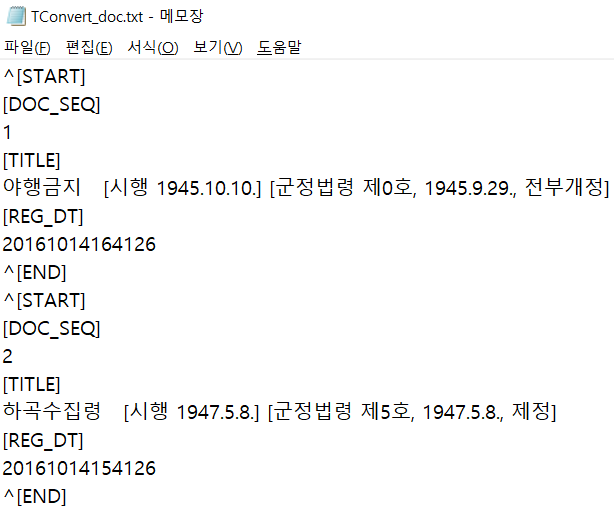 TConvert_doc.txt - 메모장
파일(F) 편집(E) 서식(O) 보기(V) 도움말
^[START]
[DOC_SEQ]
1
[TITLE]
야행금지 [시행 1945.10.10.] [군정법령 제0호, 1945.9.29., 전부개정]
[REG_DT]
20161014164126
^[END]
^[START]
[DOC_SEQ]
2
[TITLE]
하곡수집령 [시행 1947.5.8.] [군정법령 제5호, 1947.5.8., 제정]
[REG_DT]
20161014154126
^[END]